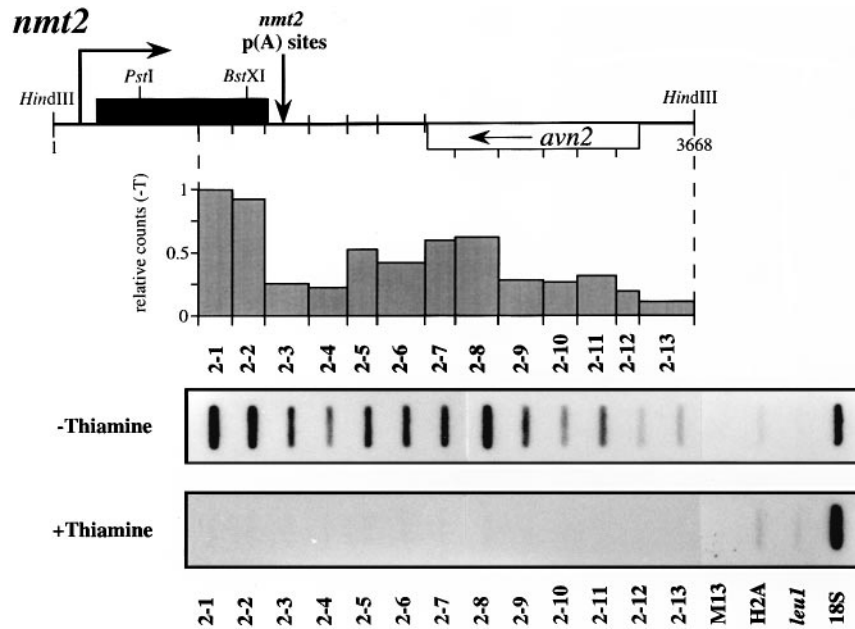 nmt2
nmt2
p(A) sites
PstI
BstXI
HindIII
HindIII
avn2
1
3668
relative counts (-T)
1
0.5
0
2-1 2-2 2-3 2-4 2-5 2-6 2-7 2-8 2-9 2-10 2-11 2-12 2-13
-Thiamine
+Thiamine
2-1 2-2 2-3 2-4 2-5 2-6 2-7 2-8 2-9 2-10 2-11 2-12 2-13 M13 H2A leu1 18S